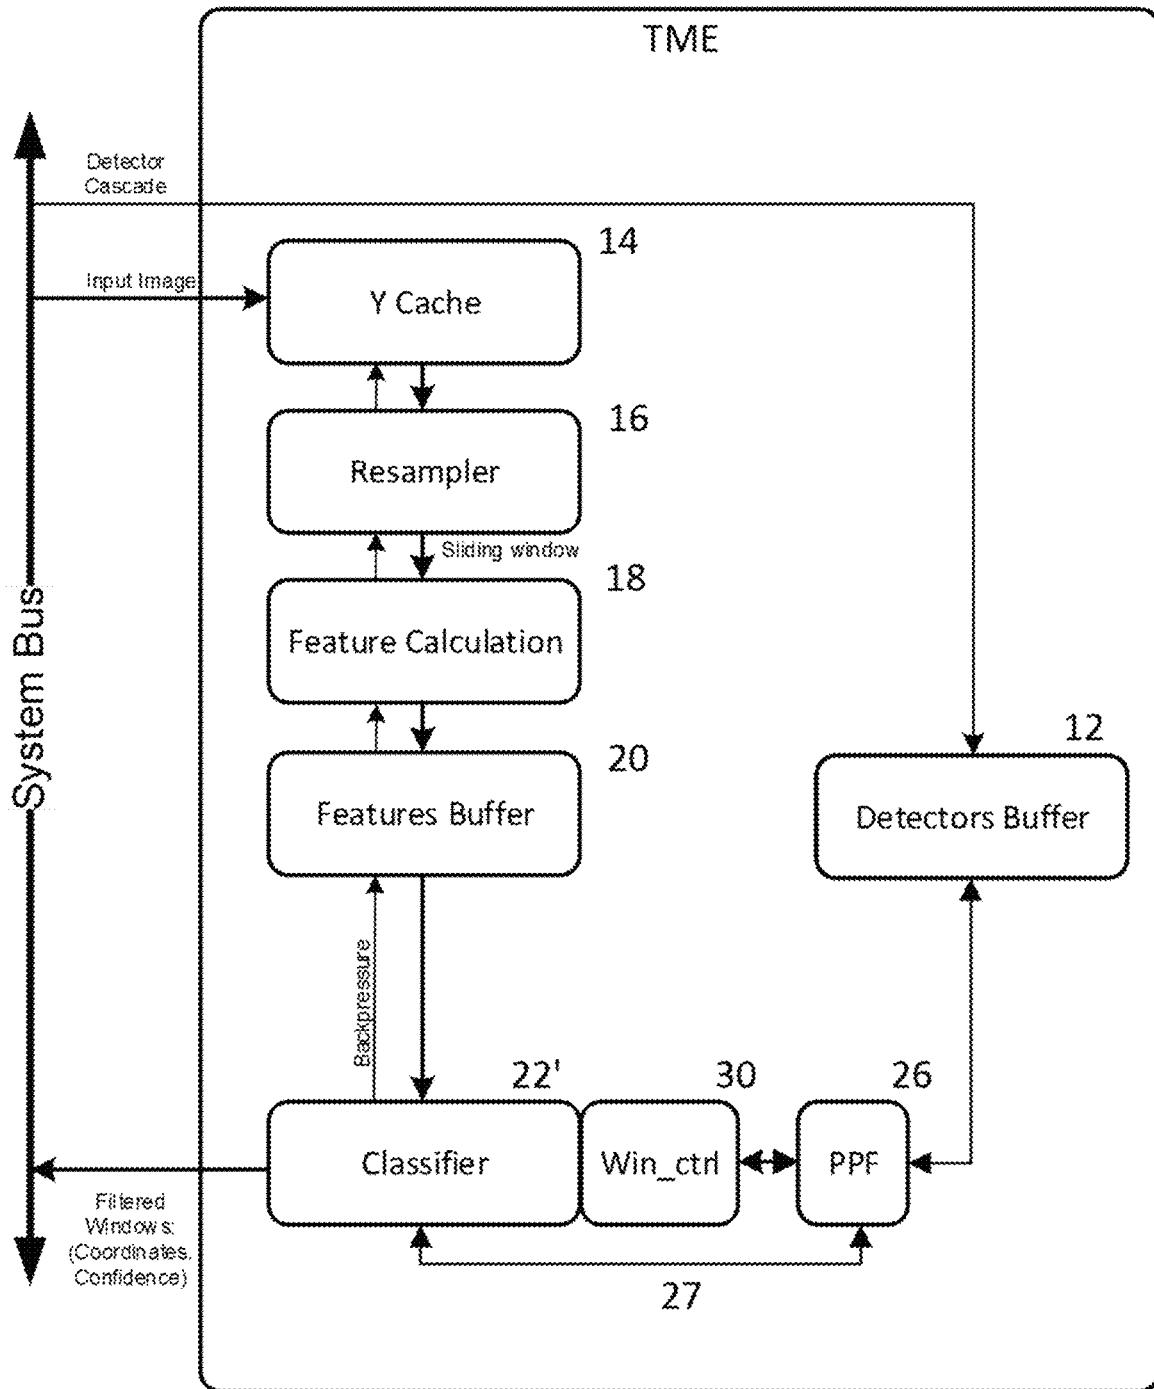 TME
Detector
Cascade
14
Input Image
Y Cache
16
Resampler
Sliding window
18
Feature Calculation
System Bus
20
Features Buffer
12
Detectors Buffer
Backpressure
22'
30
26
Classifier
Win_ctrl
PPF
Filtered
Windows:
(Coordinates.
Confidence)
27